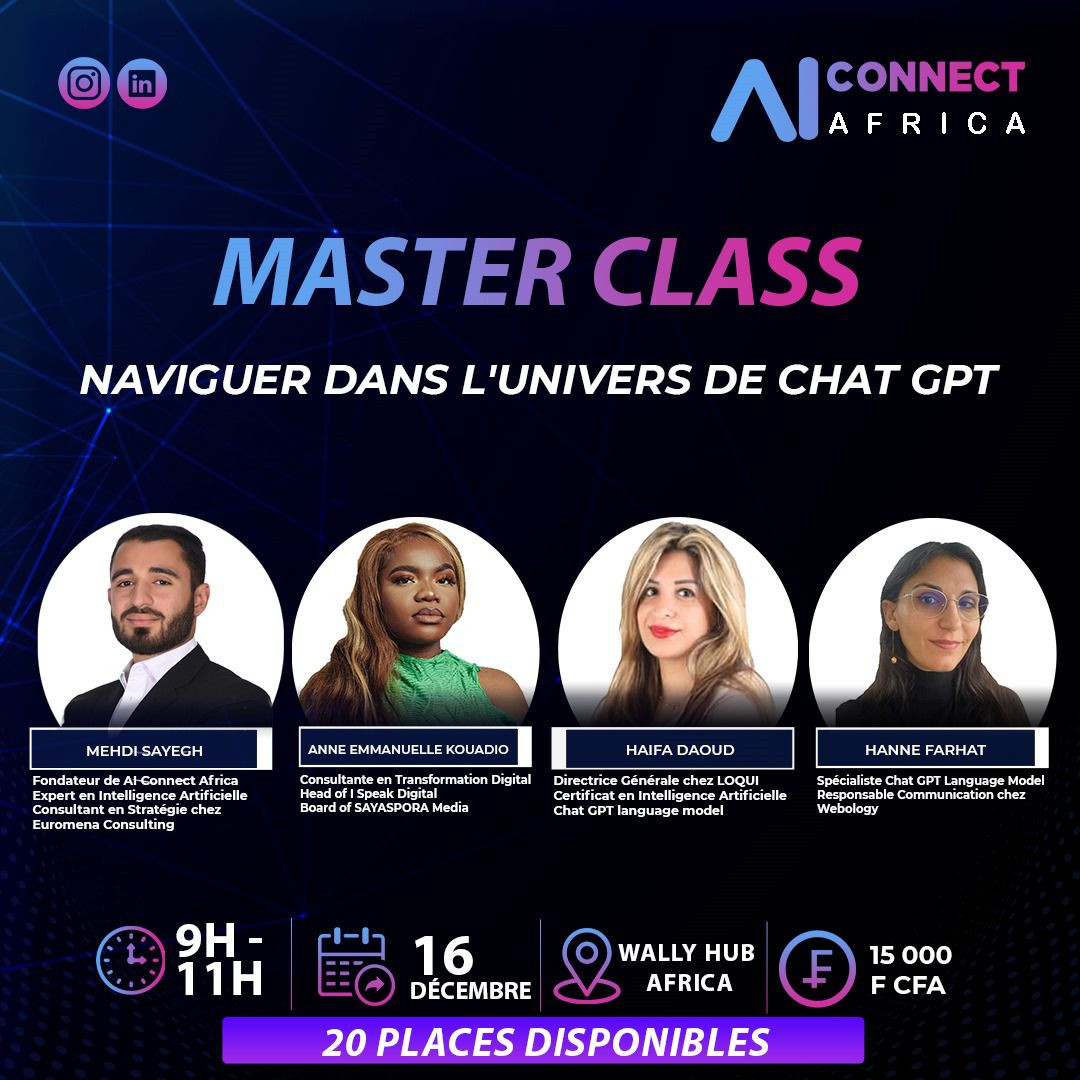 AI CONNECT
AFRICA
MASTER CLASS
NAVIGUER DANS L'UNIVERS DE CHAT GPT
MEHDI SAYEGH
Fondateur de AI Connect Africa
Expert en Intelligence Artificielle
Consultant en Stratégie chez
Euromena Consulting
ANNE EMMANUELLE KOUADIO
Consultante en Transformation Digital
Head of I Speak Digital
Board of SAYASPORA Media
HAIFA DAOUD
Directrice Générale chez LOQUI
Certificat en Intelligence Artificielle
Chat GPT language model
HANNE FARHAT
Spécialiste Chat GPT Language Model
Responsable Communication chez
Webology
9H -
11H
16
DÉCEMBRE
WALLY HUB
AFRICA
15 000
F CFA
20 PLACES DISPONIBLES